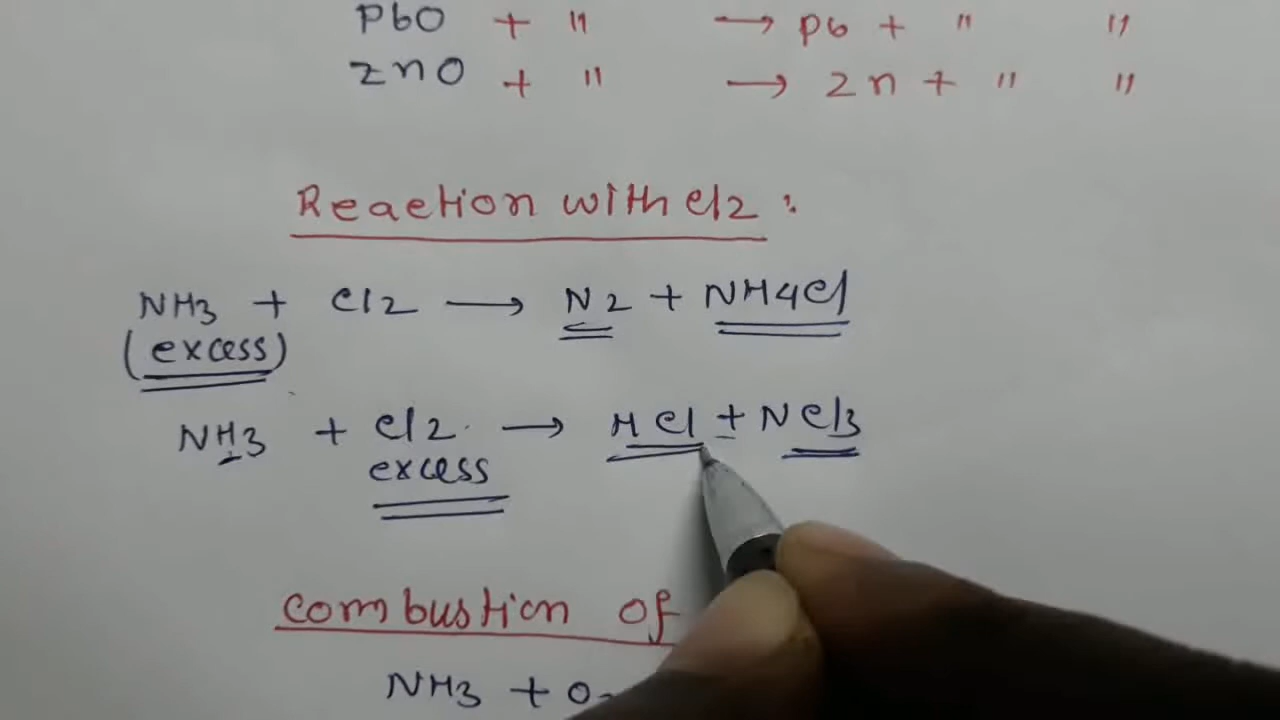 PbO + " → Pb + " "
ZnO + " → Zn + " "
Reaction with Cl2 :
NH3 + Cl2 → N2 + NH4Cl
(excess)
NH3 + Cl2 → HCl + NCl3
excess
Combustion of
NH3 + O